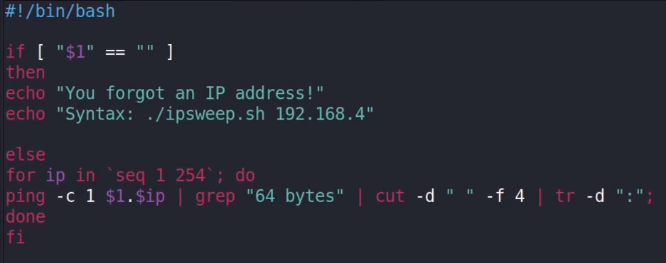 #!/bin/bash
if [ "$1" == "" ]
then
echo "You forgot an IP address!"
echo "Syntax: ./ipsweep.sh 192.168.4"
else
for ip in `seq 1 254`; do
ping -c 1 $1.$ip | grep "64 bytes" | cut -d " " -f 4 | tr -d ":";
done
fi